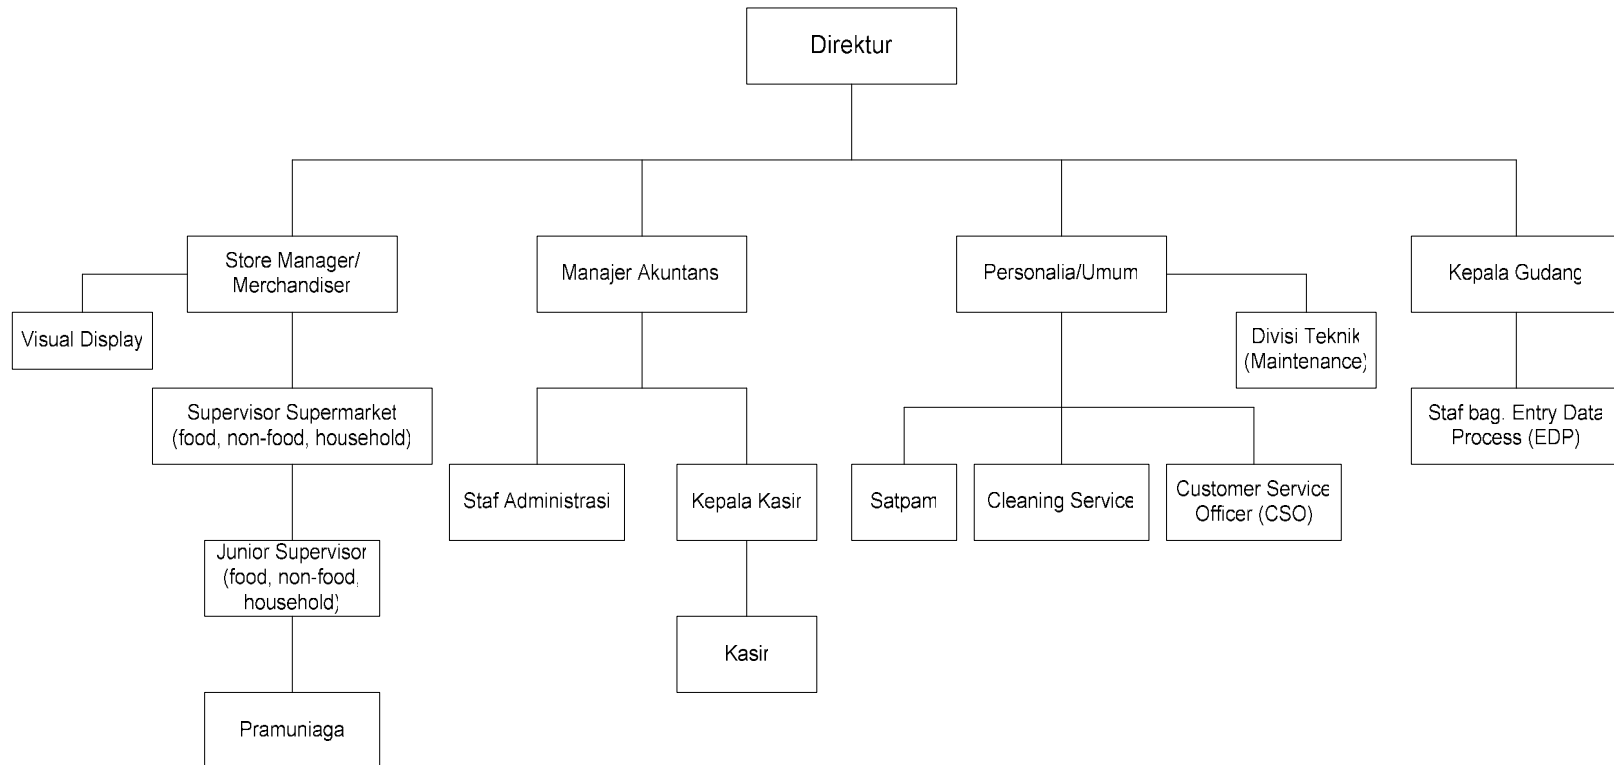 Direktur
Store Manager/
Merchandiser
Manajer Akuntans
Personalia/Umum
Kepala Gudang
Visual Display
Divisi Teknik
(Maintenance)
Supervisor Supermarket
(food, non-food, household)
Staf bag. Entry Data
Process (EDP)
Staf Administrasi
Kepala Kasir
Satpam
Cleaning Service
Customer Service
Officer (CSO)
Junior Supervisor
(food, non-food,
household)
Kasir
Pramuniaga